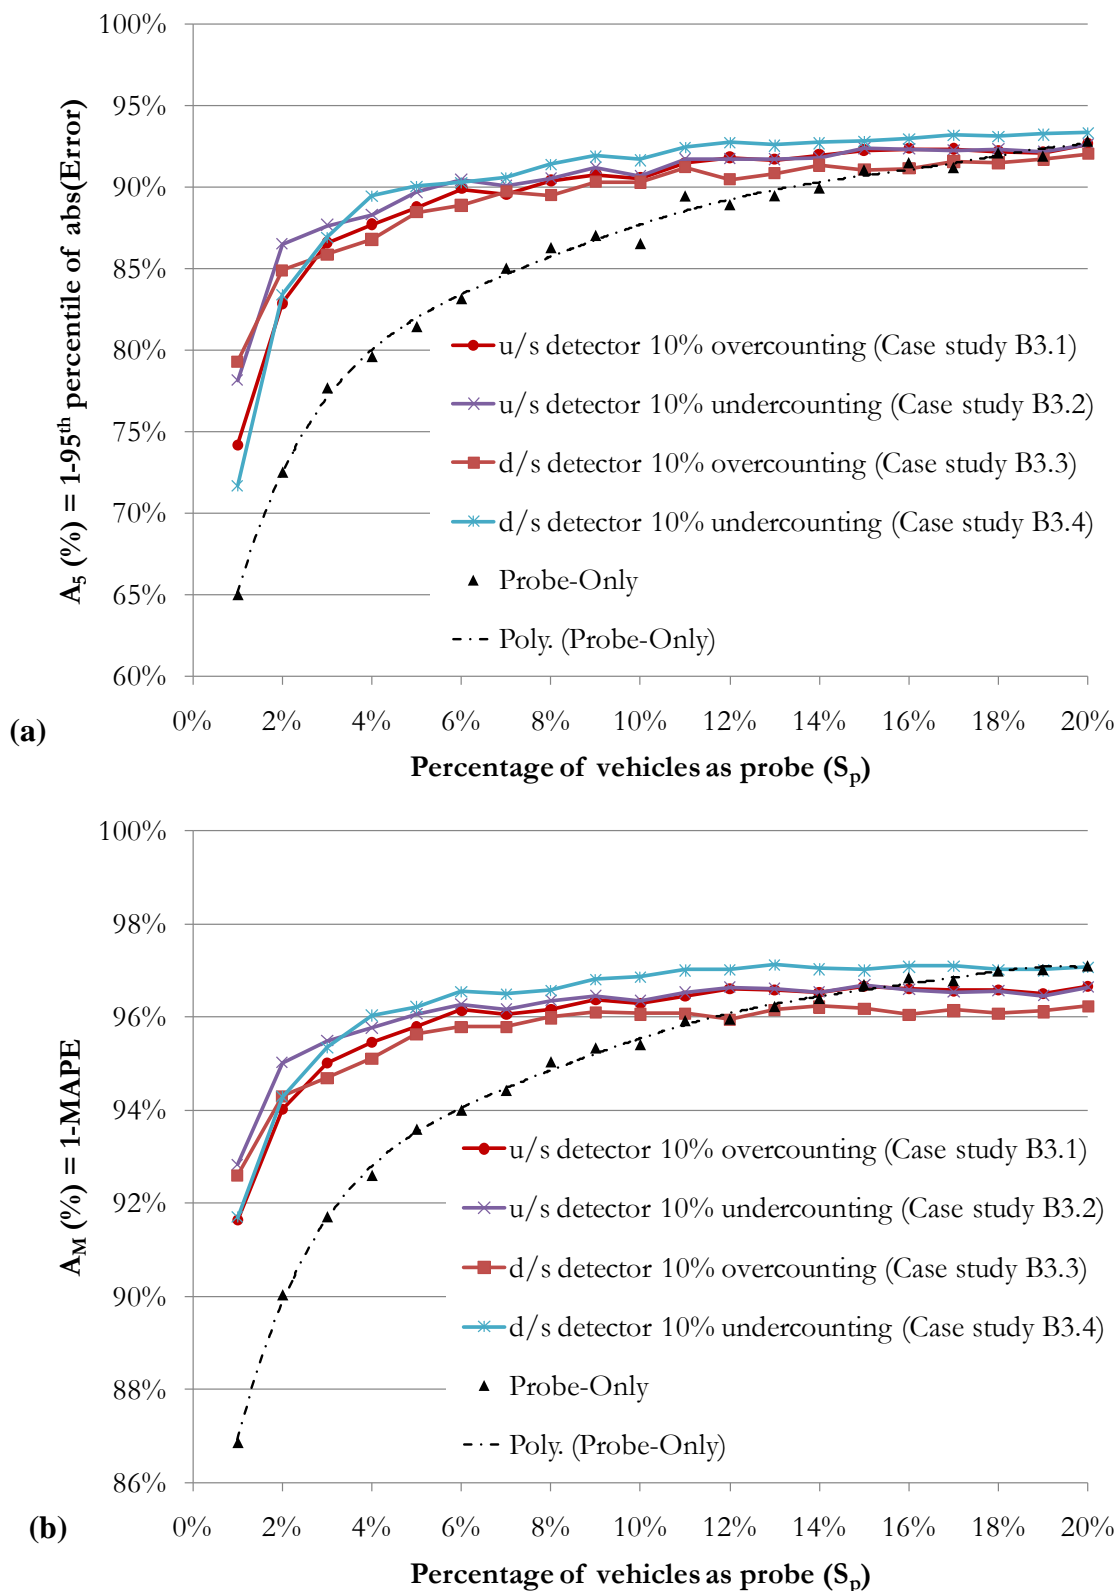 100%
95%
90%
85%
80%
75%
70%
65%
60%
A5 (%) = 1-95th percentile of abs(Error)
u/s detector 10% overcounting (Case study B3.1)
u/s detector 10% undercounting (Case study B3.2)
d/s detector 10% overcounting (Case study B3.3)
d/s detector 10% undercounting (Case study B3.4)
Probe-Only
Poly. (Probe-Only)
0% 2% 4% 6% 8% 10% 12% 14% 16% 18% 20%
(a)
Percentage of vehicles as probe (Sp)
100%
98%
96%
94%
92%
90%
88%
86%
AM (%) = 1-MAPE
u/s detector 10% overcounting (Case study B3.1)
u/s detector 10% undercounting (Case study B3.2)
d/s detector 10% overcounting (Case study B3.3)
d/s detector 10% undercounting (Case study B3.4)
Probe-Only
Poly. (Probe-Only)
0% 2% 4% 6% 8% 10% 12% 14% 16% 18% 20%
(b)
Percentage of vehicles as probe (Sp)